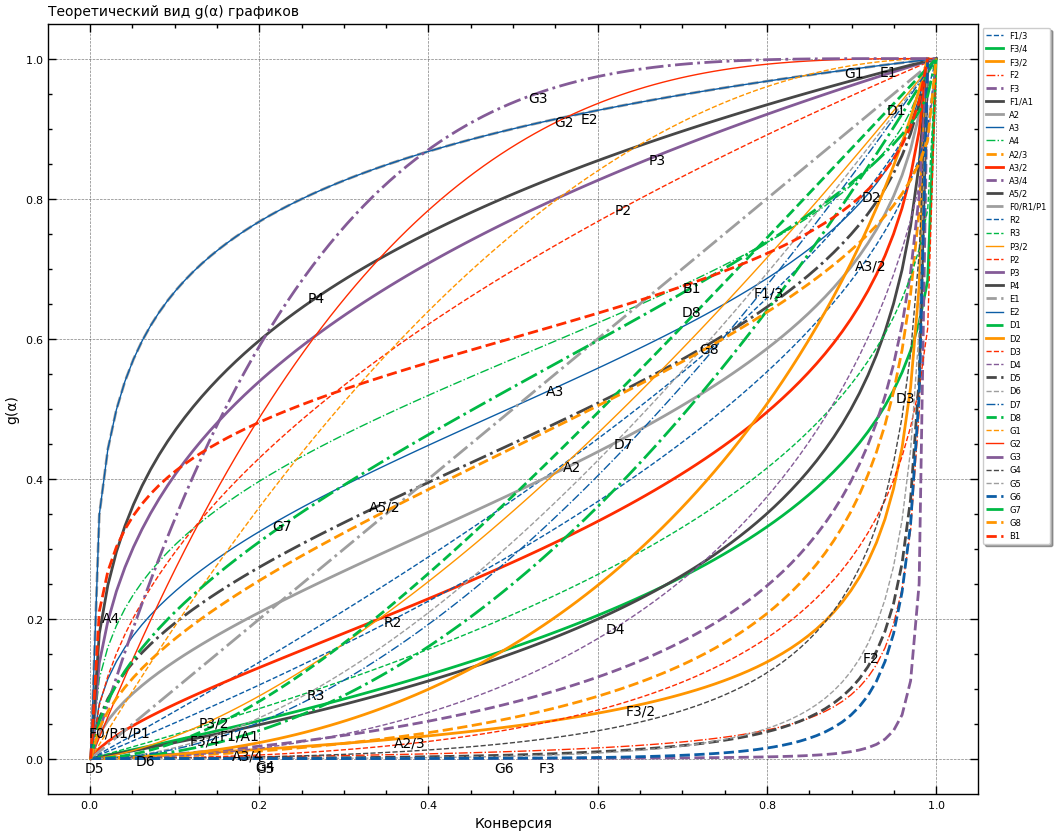 Теоретический вид g(α) графиков
g(α)
1.0
0.8
0.6
0.4
0.2
0.0
0.0
0.2
0.4
0.6
0.8
1.0
Конверсия
G1
E1
G3
G2
E2
D1
P3
D2
P2
A3/2
B1
F1/3
P4
D8
G8
A3
D3
D7
A2
A5/2
G7
A4
R2
D4
F2
R3
F3/2
P3/2
F0/R1/P1
F3/4
F1/A1
A2/3
A3/4
D5
D6
G4
G5
G6
F3
F1/3
F3/4
F3/2
F2
F3
F1/A1
A2
A3
A4
A2/3
A3/2
A3/4
A5/2
F0/R1/P1
R2
R3
P3/2
P2
P3
P4
E1
E2
D1
D2
D3
D4
D5
D6
D7
D8
G1
G2
G3
G4
G5
G6
G7
G8
B1